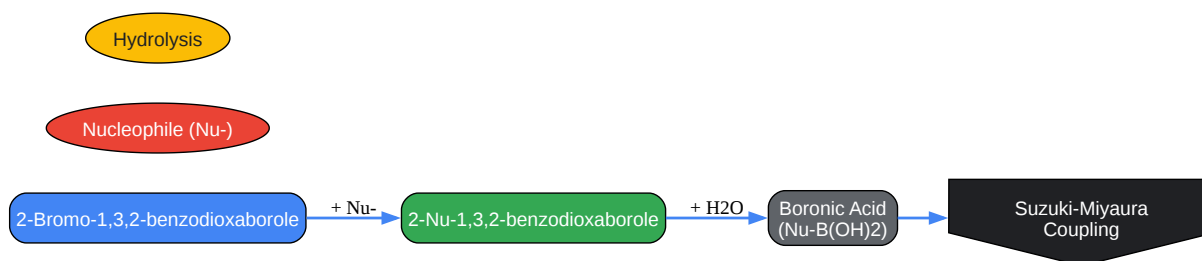 Hydrolysis
Nucleophile (Nu-)
2-Bromo-1,3,2-benzodioxaborole
+ Nu-
2-Nu-1,3,2-benzodioxaborole
+ H2O
Boronic Acid
(Nu-B(OH)2)
Suzuki-Miyaura
Coupling